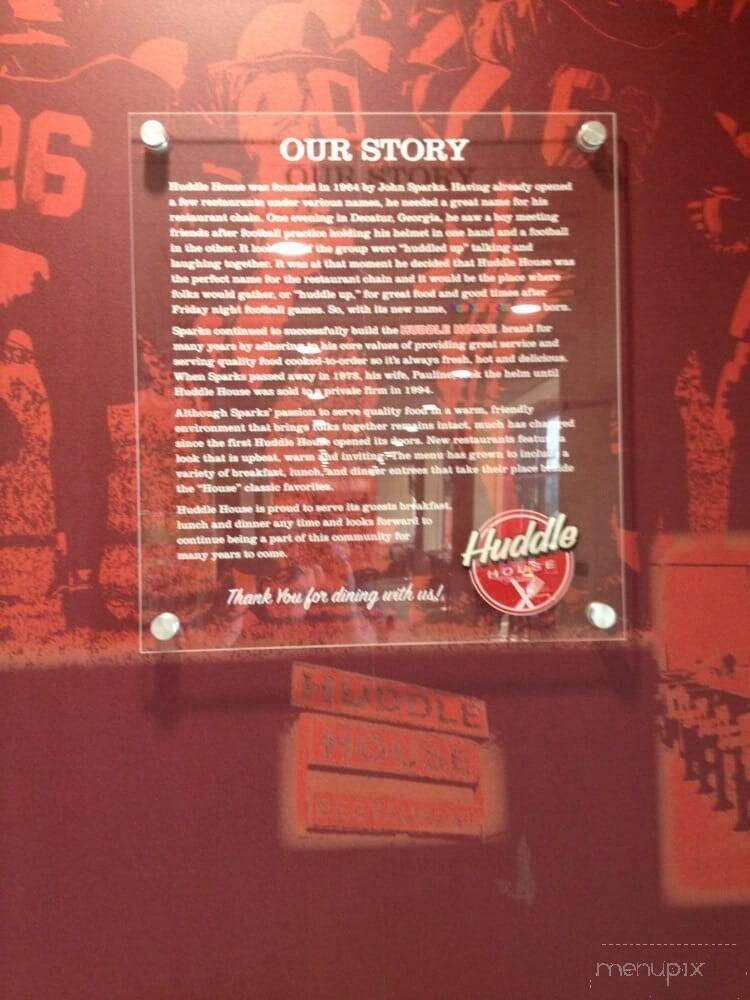 26
OUR STORY
Huddle House was founded in 1964 by John Sparks. Having already opened
a few restaurants under various names, he needed a great name for his
restaurant chain. One evening in Decatur, Georgia, he saw a boy meeting
friends after football practice holding his helmet in one hand and a football
in the other. It the group were "huddled up" talking and
laughing together. It was at that moment he decided that Huddle House was
the perfect name for the restaurant chain and it would be the place where
folks would gather, or "huddle up," for great food and good times after
Friday night football games. So, with its new name, born.
Sparks continued to successfully build the HUDDLE HOUSE brand for
many years by adhering to his core values of providing great service and
serving quality food cooked-to-order so it's always fresh, hot and delicious.
When Sparks passed away in 1978, his wife, Pauline, took the helm until
Huddle House was sold to a private firm in 1994.
Although Sparks' passion to serve quality food in a warm, friendly
environment that brings folks together remains intact, much has changed
since the first Huddle House opened its doors. New restaurants feature a
look that is upbeat, warm and inviting. The menu has grown to include a
variety of breakfast, lunch, and dinner entrees that take their place beside
the "House" classic favorites.
Huddle House is proud to serve its guests breakfast,
lunch and dinner any time and looks forward to
continue being a part of this community for
many years to come.
Thank You for dining with us!
Huddle
HOUSE
HUDDLE
HOUSE
RESTAURANT
menupix